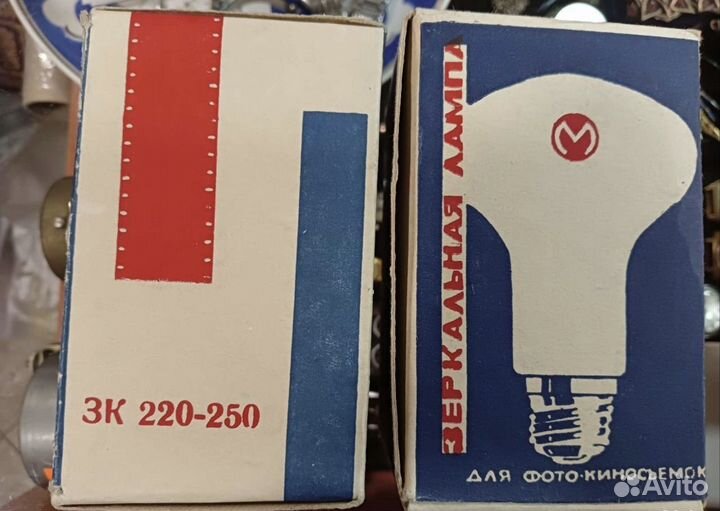 ЗК 220-250
ЗЕРКАЛЬНАЯ ЛАМПА
ДЛЯ ФОТО-КИНОСЪЕМОК
Avito